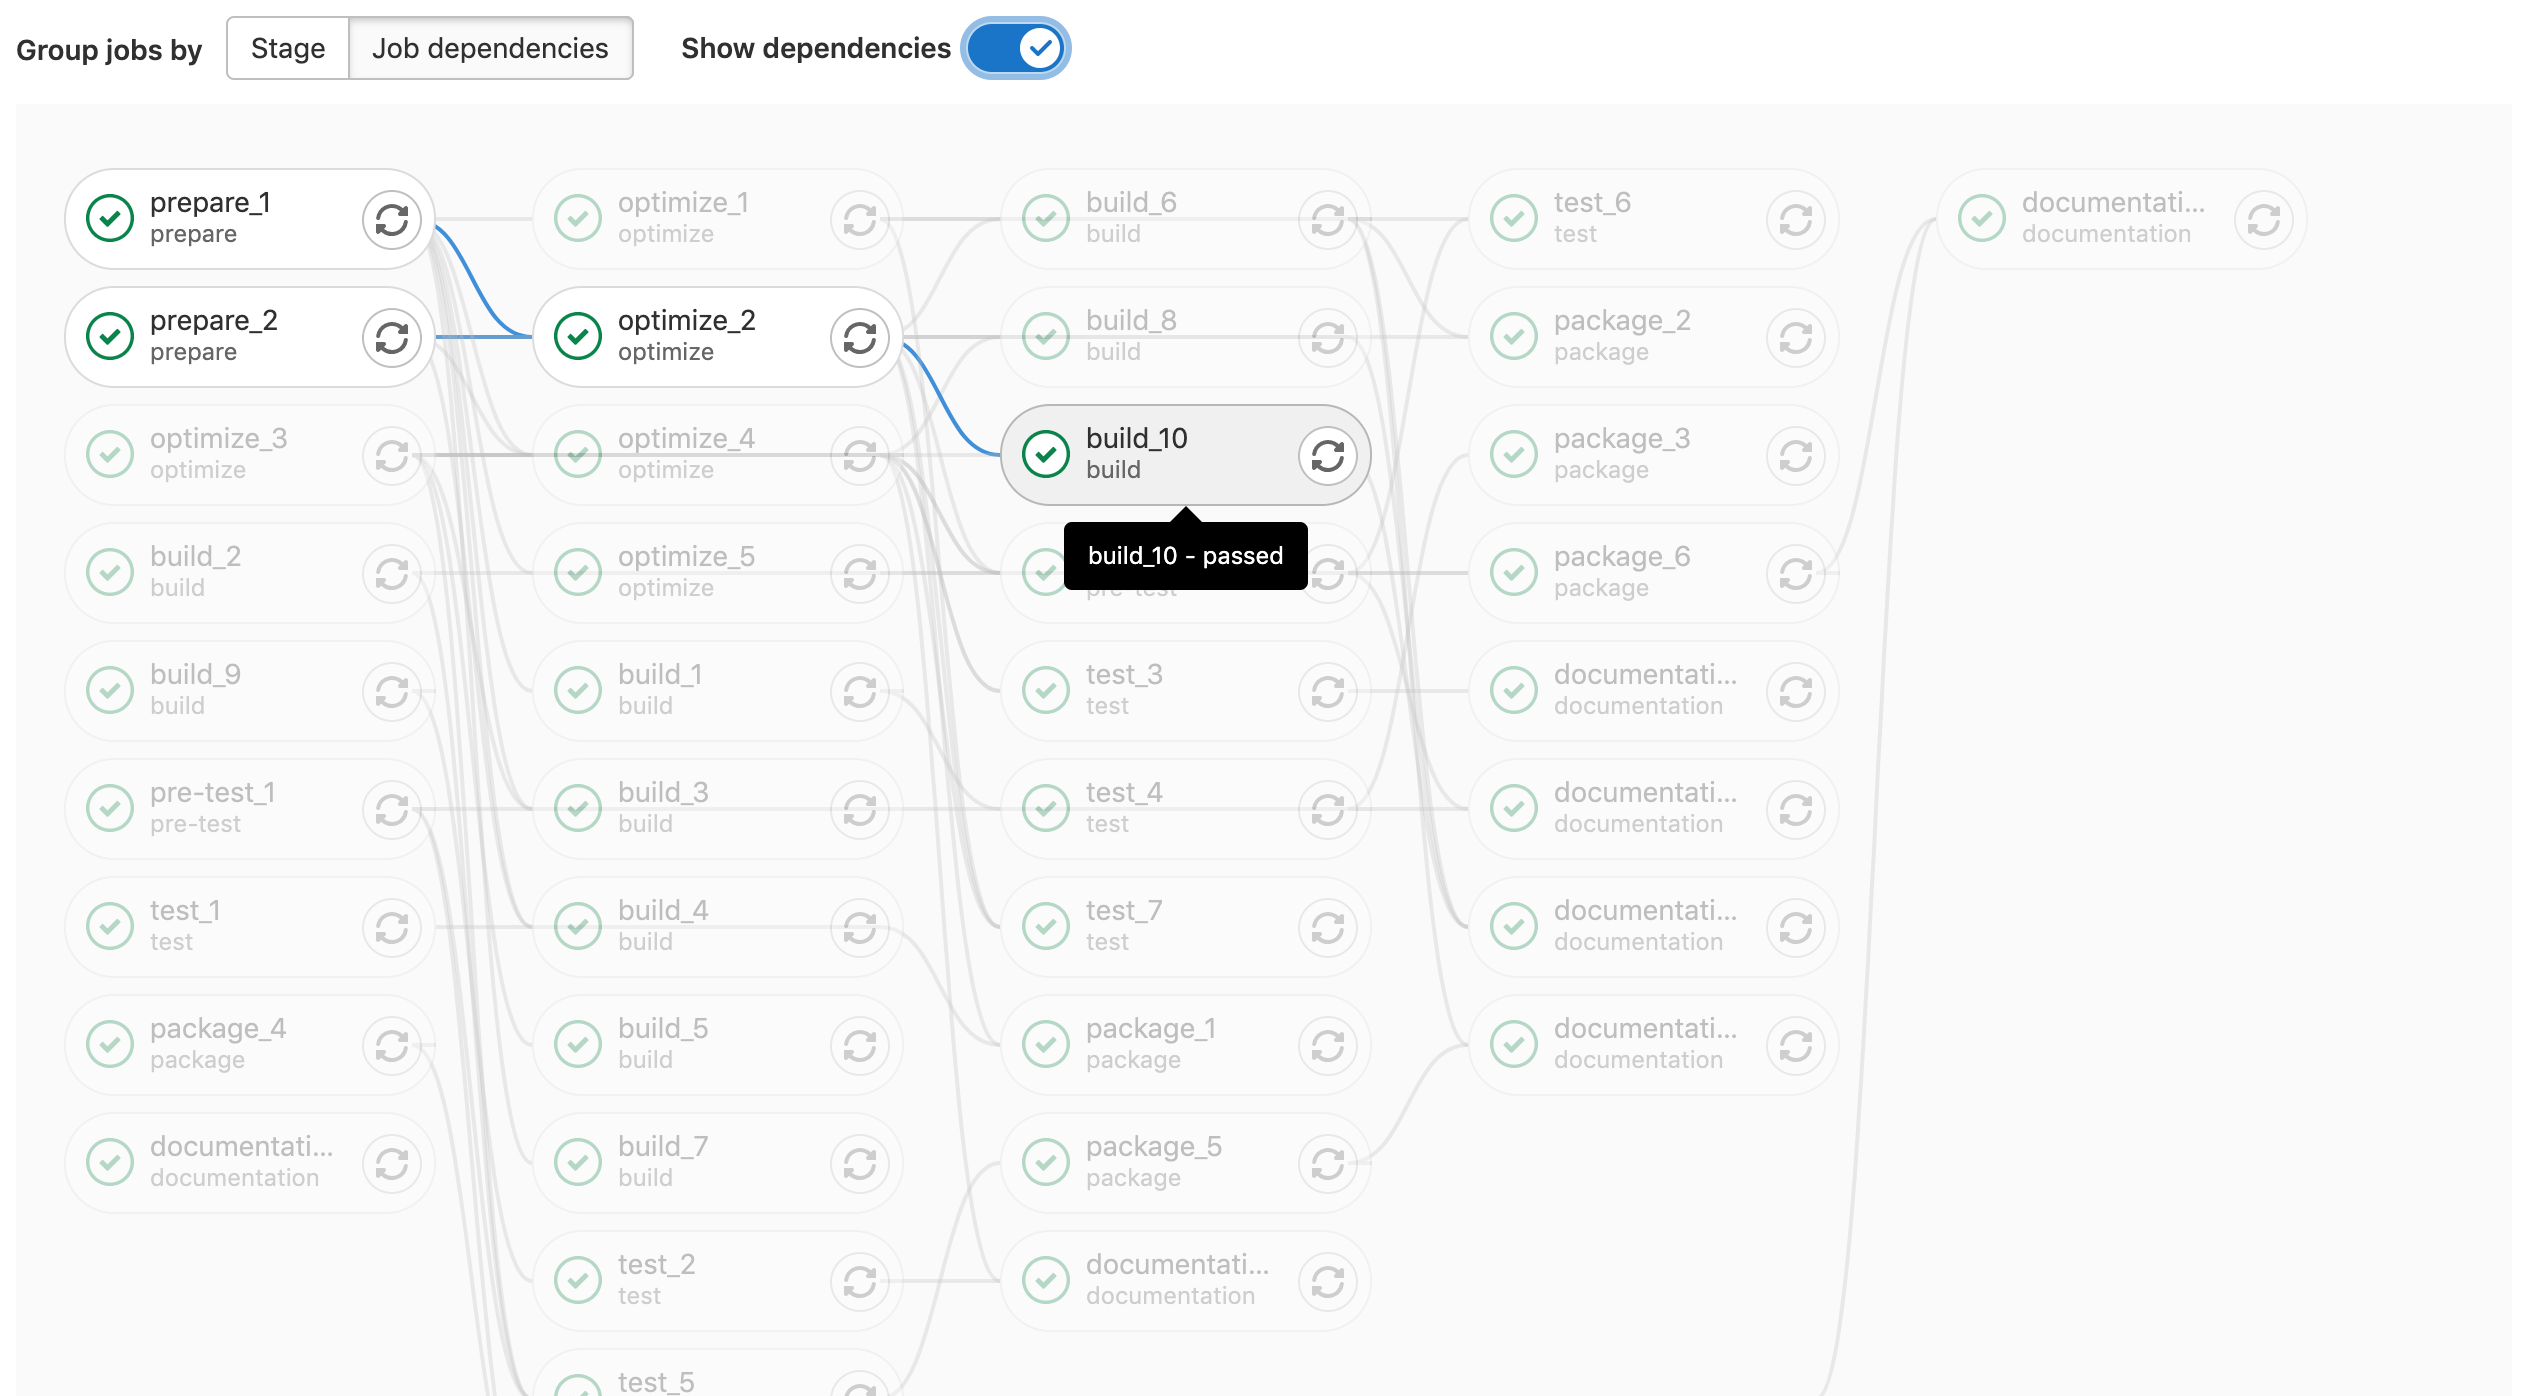 Group jobs by Stage Job dependencies Show dependencies
prepare_1
prepare
optimize_1
optimize
build_6
build
test_6
test
documentati...
documentation
prepare_2
prepare
optimize_2
optimize
build_8
build
package_2
package
optimize_3
optimize
optimize_4
optimize
build_10
build
package_3
package
build_2
build
optimize_5
optimize
build_10 - passed
pre-test
package_6
package
build_9
build
build_1
build
test_3
test
documentati...
documentation
pre-test_1
pre-test
build_3
build
test_4
test
documentati...
documentation
test_1
test
build_4
build
test_7
test
documentati...
documentation
package_4
package
build_5
build
package_1
package
documentati...
documentation
documentati...
documentation
build_7
build
package_5
package
test_2
test
documentati...
documentation
test_5